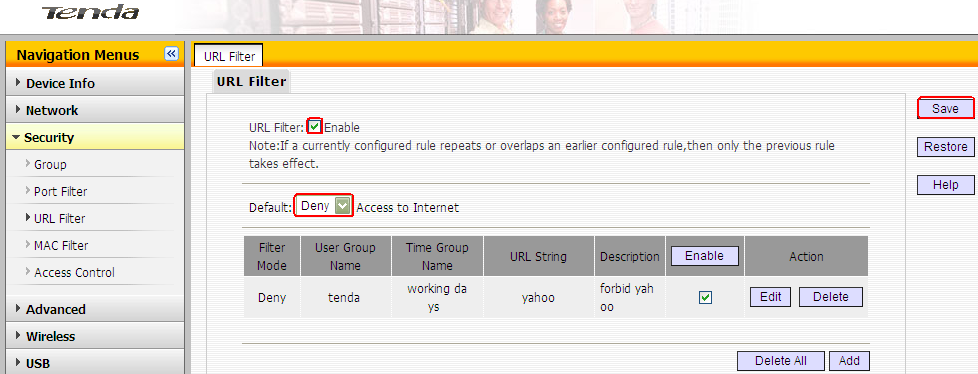 Tenda
Navigation Menus
Device Info
Network
Security
Group
Port Filter
URL Filter
MAC Filter
Access Control
Advanced
Wireless
USB
URL Filter
URL Filter
URL Filter: Enable
Note:If a currently configured rule repeats or overlaps an earlier configured rule,then only the previous rule
takes effect.
Default: Deny Access to Internet
Filter Mode User Group Name Time Group Name URL String Description Enable Action
Deny tenda working da ys yahoo forbid yah oo Edit Delete
Delete All Add
Save
Restore
Help